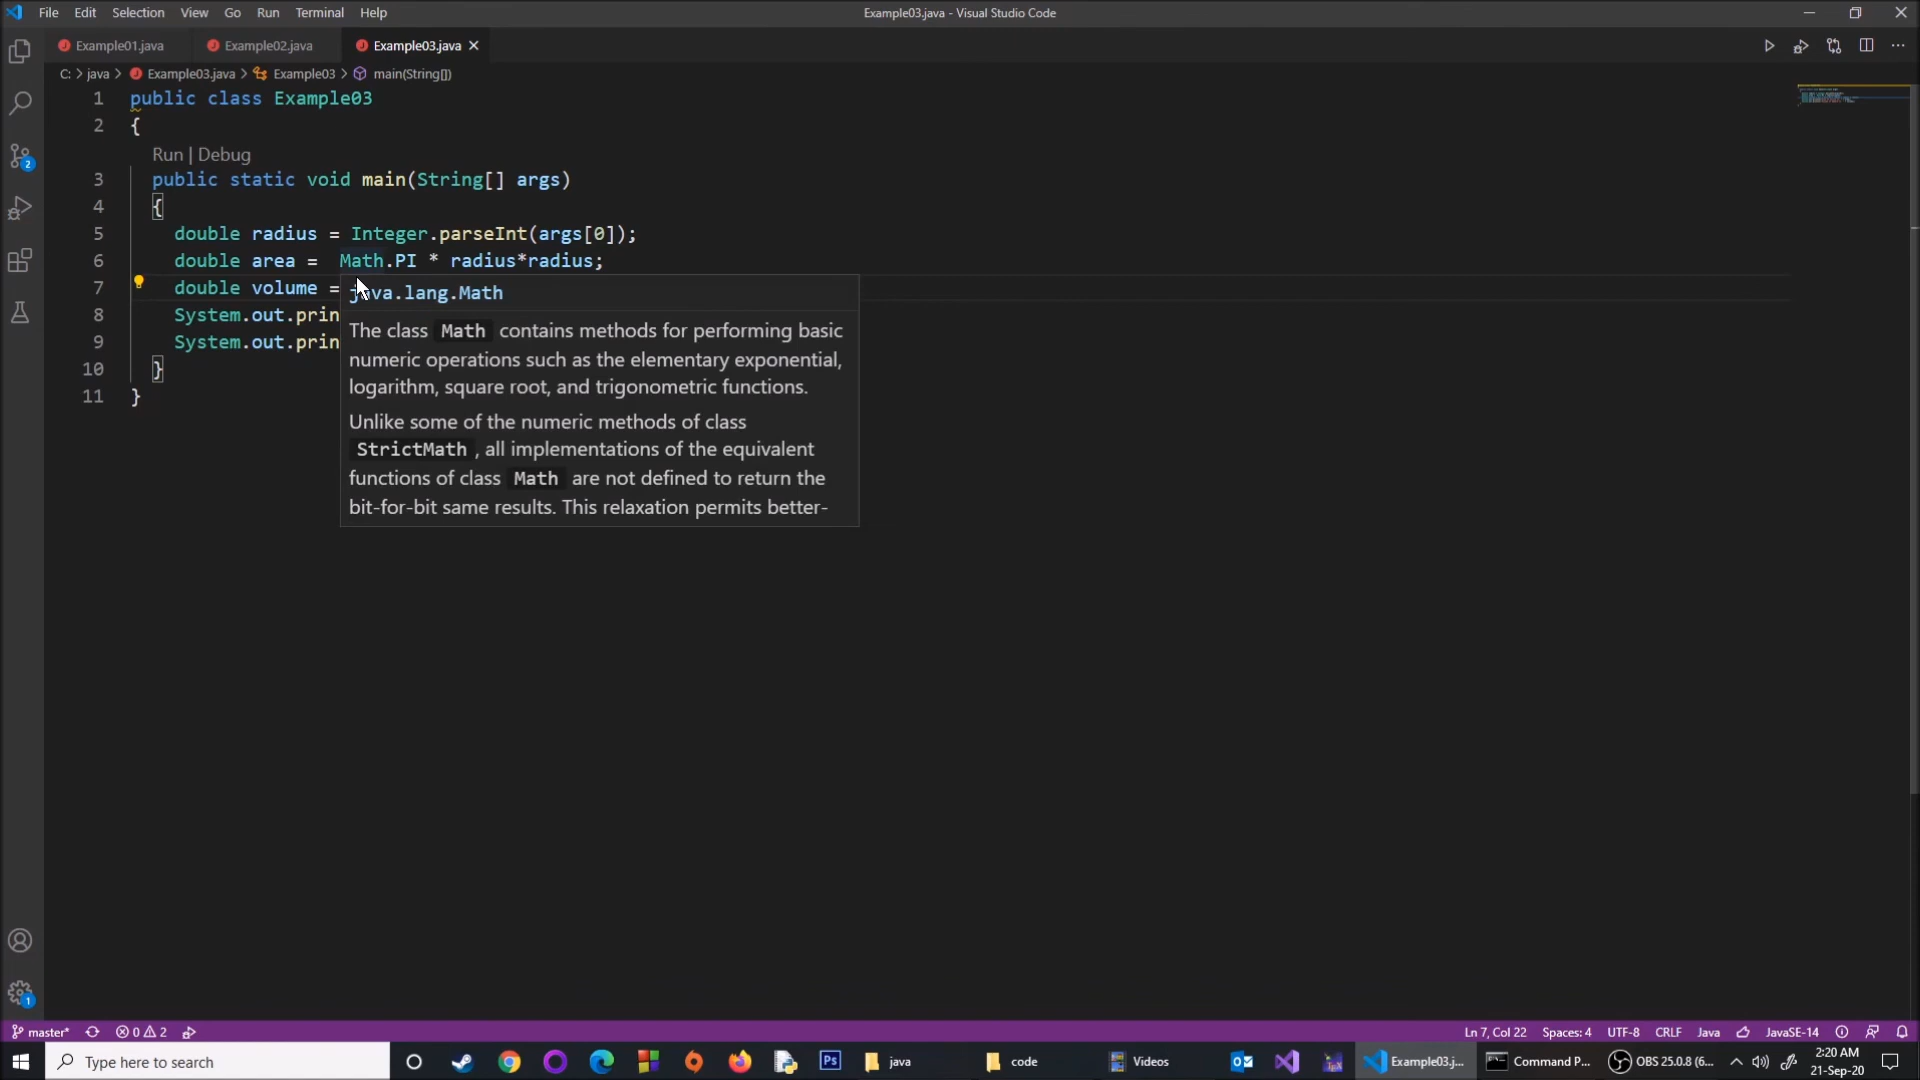 File Edit Selection View Go Run Terminal Help
Example03.java - Visual Studio Code
Example01.java Example02.java Example03.java
C: > java > Example03.java > Example03 > main(String[])
1 public class Example03
2 {
Run | Debug
3 public static void main(String[] args)
4 {
5 double radius = Integer.parseInt(args[0]);
6 double area =  Math.PI * radius*radius;
7 double volume =
8 System.out.prin
9 System.out.prin
10 }
11 }
java.lang.Math
The class Math contains methods for performing basic
numeric operations such as the elementary exponential,
logarithm, square root, and trigonometric functions.
Unlike some of the numeric methods of class
StrictMath, all implementations of the equivalent
functions of class Math are not defined to return the
bit-for-bit same results. This relaxation permits better-
2
1
master* 0 2
Ln 7, Col 22 Spaces: 4 UTF-8 CRLF Java JavaSE-14
Type here to search
Ps java code Videos Example03.j... Command P... OBS 25.0.8 (6...
2:20 AM
21-Sep-20